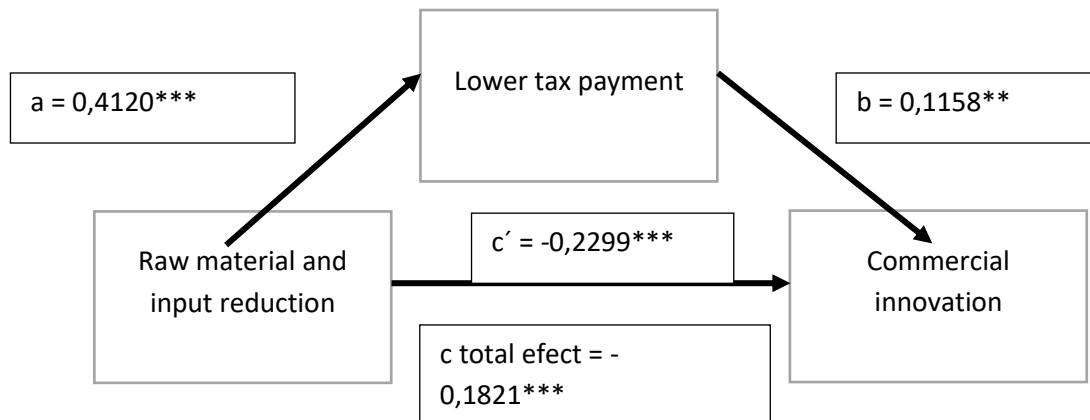 Lower tax payment
a = 0,4120***
b = 0,1158**
c´ = -0,2299***
Raw material and
input reduction
Commercial
innovation
c total efect = -
0,1821***